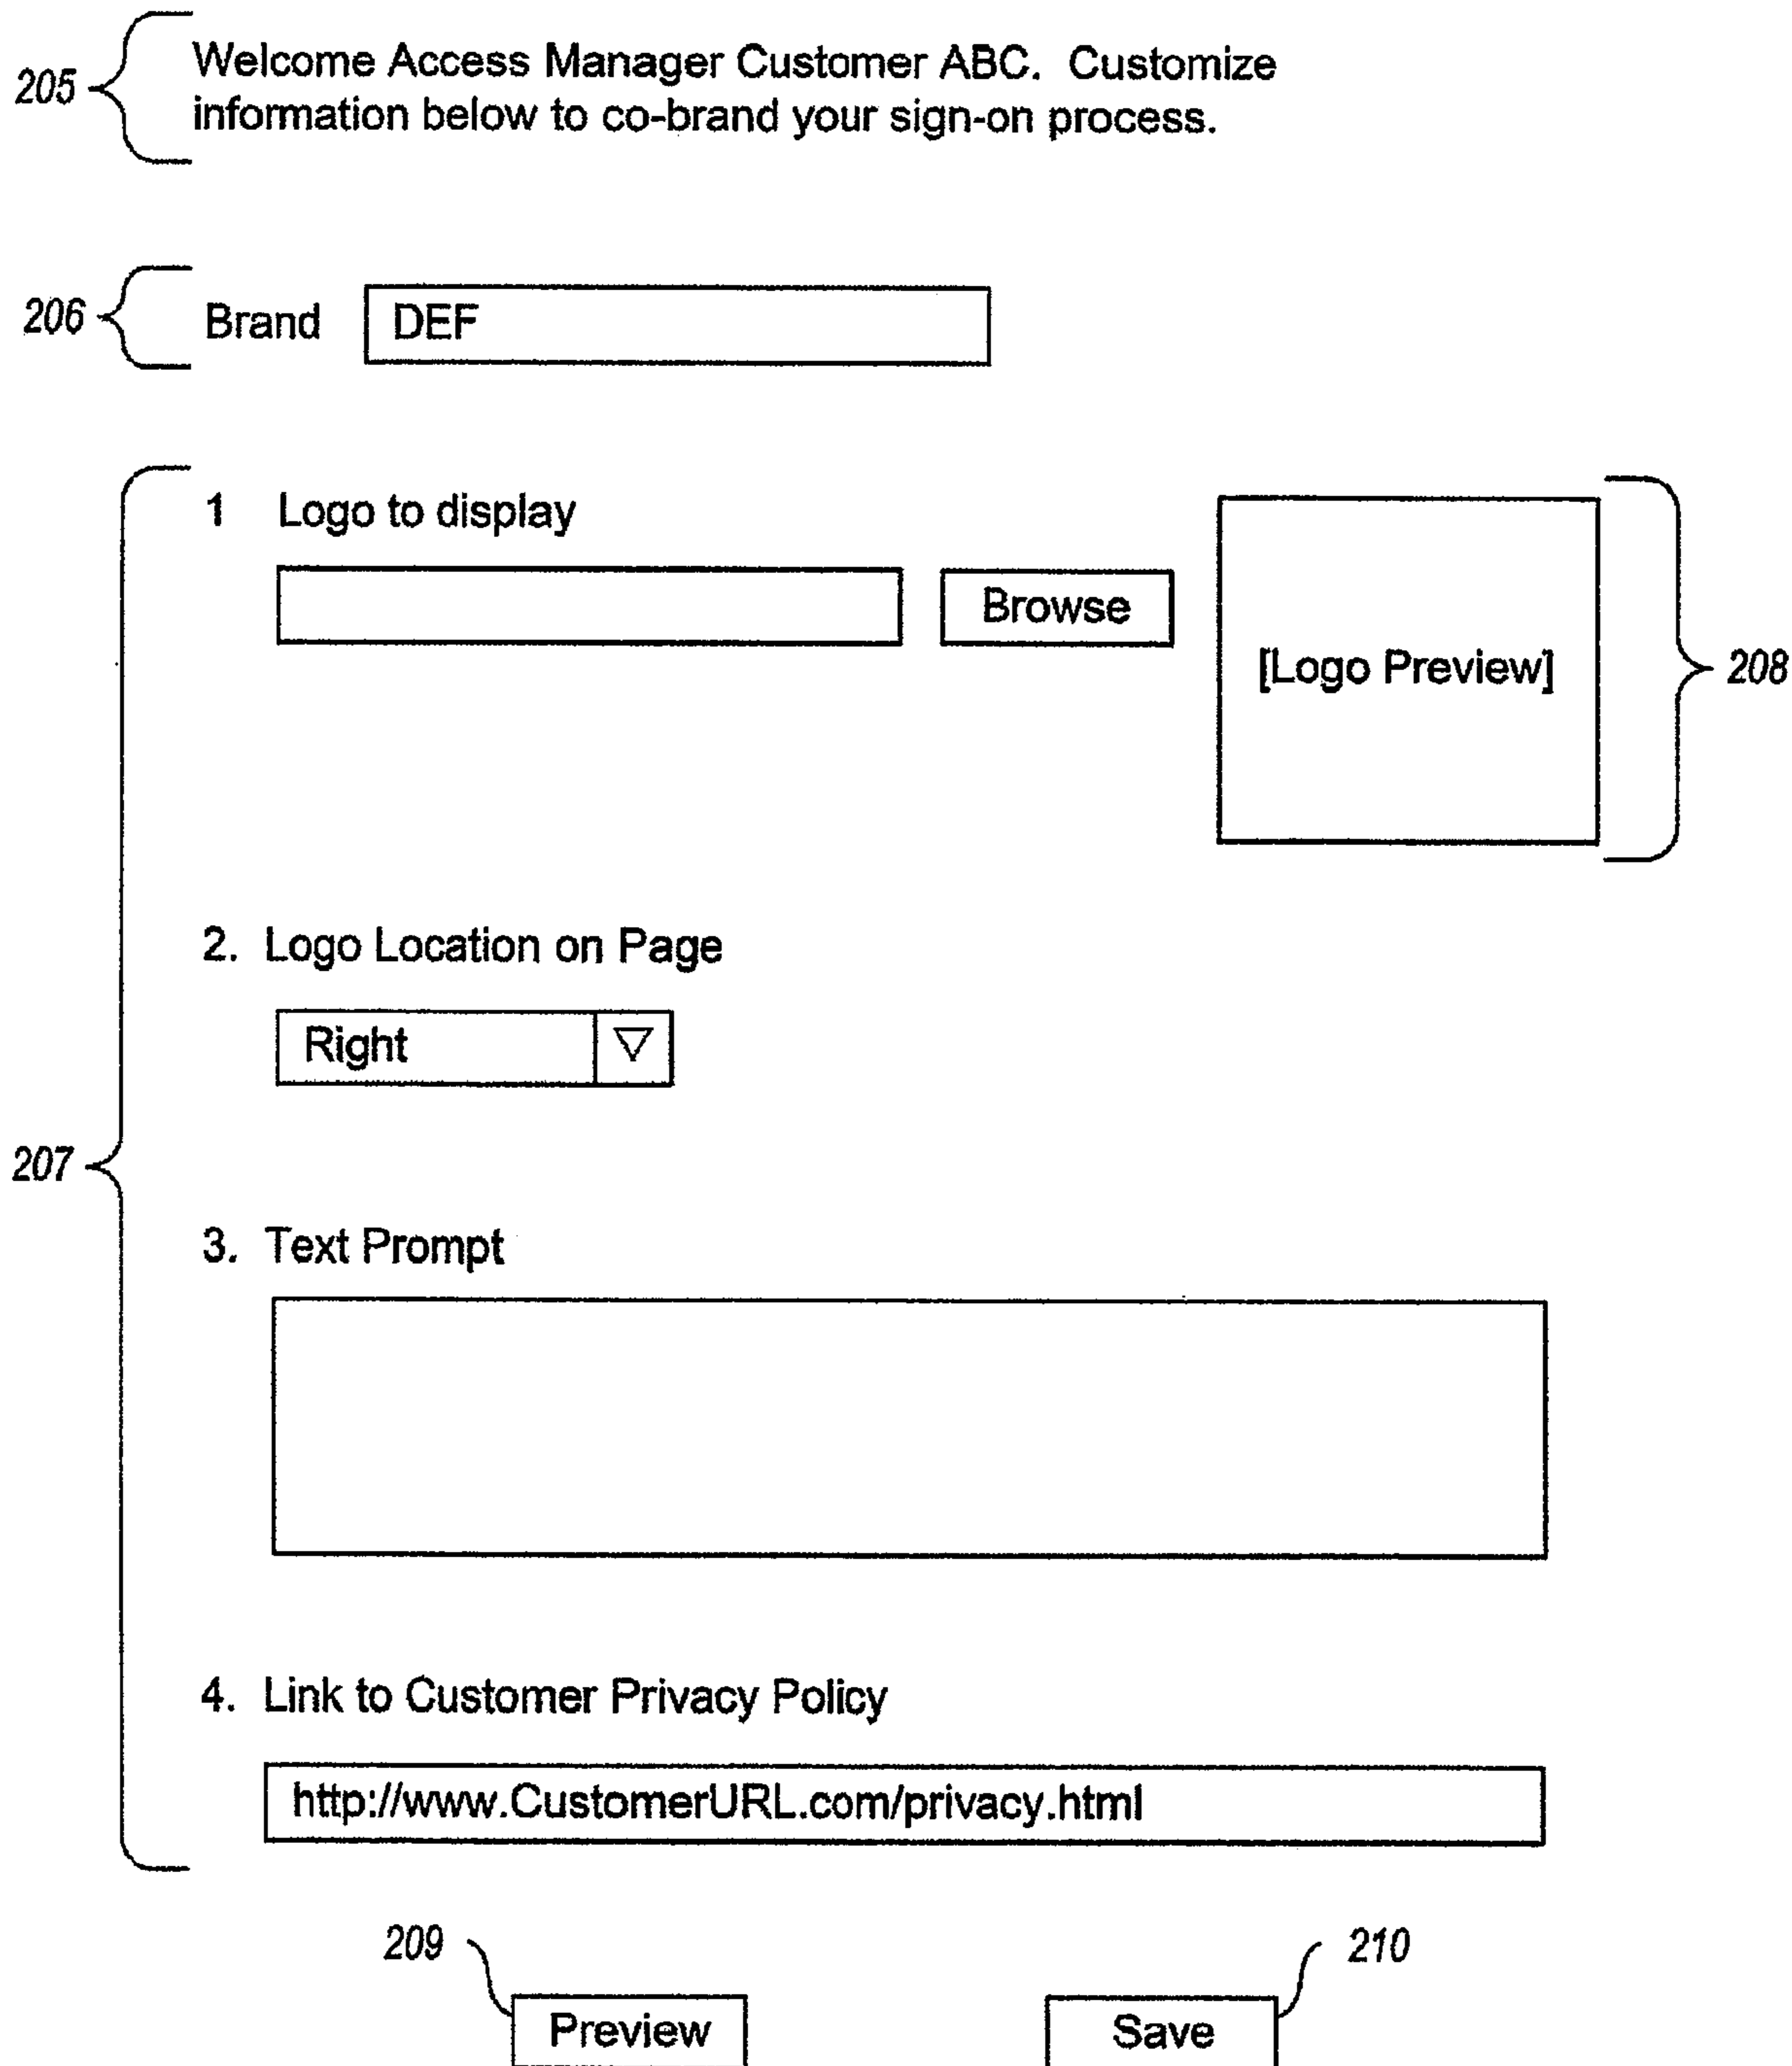 205
Welcome Access Manager Customer ABC. Customize
information below to co-brand your sign-on process.
206
Brand DEF
207
1 Logo to display
Browse
[Logo Preview]
208
2. Logo Location on Page
Right
3. Text Prompt
4. Link to Customer Privacy Policy
http://www.CustomerURL.com/privacy.html
209
Preview
210
Save